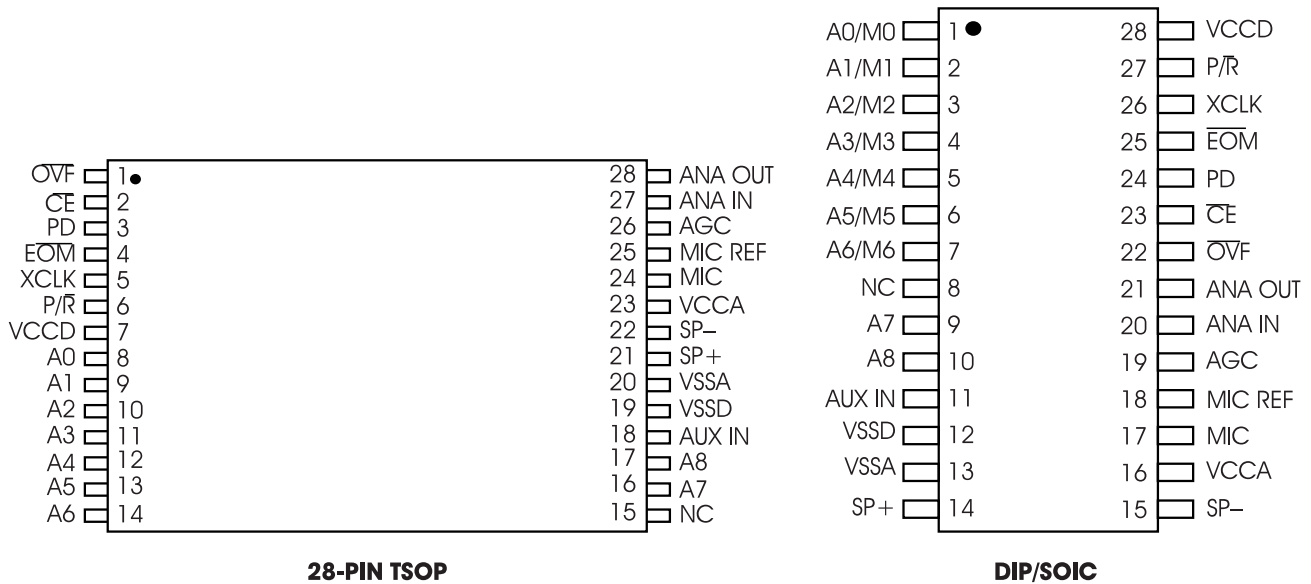 O̅V̅F̅ 1 28 ANA OUT
C̅E̅ 2 27 ANA IN
PD 3 26 AGC
E̅O̅M̅ 4 25 MIC REF
XCLK 5 24 MIC
P/R̅ 6 23 VCCA
VCCD 7 22 SP–
A0 8 21 SP+
A1 9 20 VSSA
A2 10 19 VSSD
A3 11 18 AUX IN
A4 12 17 A8
A5 13 16 A7
A6 14 15 NC
28-PIN TSOP
A0/M0 1 28 VCCD
A1/M1 2 27 P/R̅
A2/M2 3 26 XCLK
A3/M3 4 25 E̅O̅M̅
A4/M4 5 24 PD
A5/M5 6 23 C̅E̅
A6/M6 7 22 O̅V̅F̅
NC 8 21 ANA OUT
A7 9 20 ANA IN
A8 10 19 AGC
AUX IN 11 18 MIC REF
VSSD 12 17 MIC
VSSA 13 16 VCCA
SP+ 14 15 SP–
DIP/SOIC